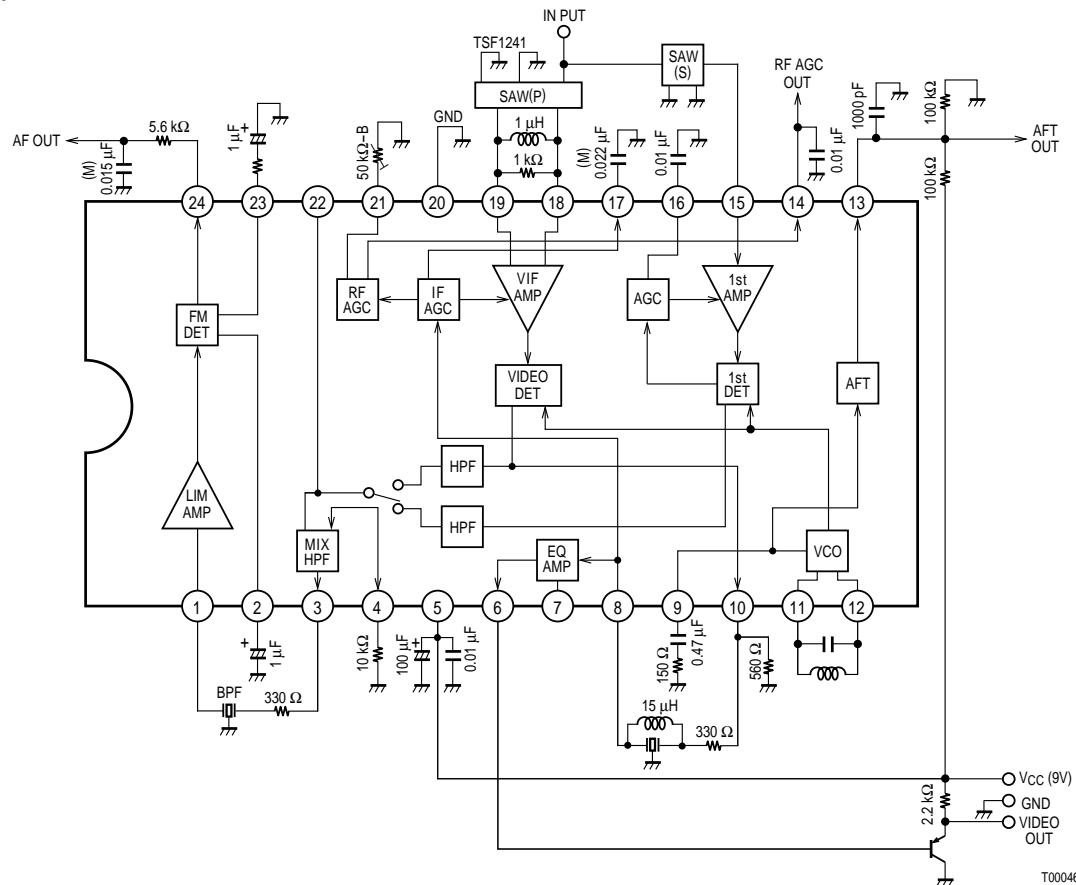 IN PUT
TSF1241
SAW
(S)
RF AGC
OUT
1000 pF
100 kΩ
SAW(P)
1 µF
+
GND
5.6 kΩ
AF OUT
(M)
0.015 µF
50 kΩ–B
1 µH
1 kΩ
(M)
0.022 µF
0.01 µF
0.01 µF
AFT
OUT
100 kΩ
24
23
22
21
20
19
18
17
16
15
14
13
RF
AGC
IF
AGC
VIF
AMP
AGC
1st
AMP
FM
DET
VIDEO
DET
1st
DET
AFT
HPF
LIM
AMP
HPF
MIX
HPF
EQ
AMP
VCO
1
2
3
4
5
6
7
8
9
10
11
12
+
1 µF
10 kΩ
100 µF
+
0.01 µF
150 Ω
0.47 µF
560 Ω
BPF
330 Ω
15 µH
330 Ω
VCC (9V)
2.2 kΩ
GND
VIDEO
OUT
T00046